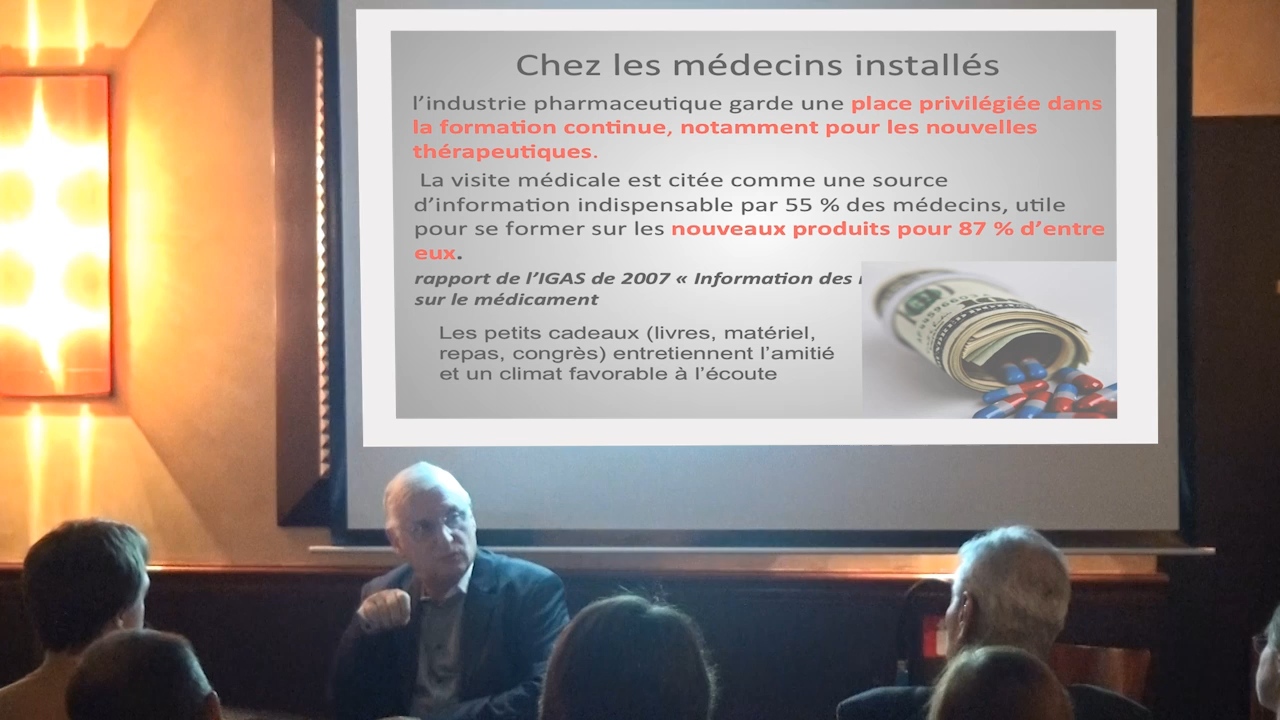 Chez les médecins installés
l'industrie pharmaceutique garde une place privilégiée dans
la formation continue, notamment pour les nouvelles
thérapeutiques.
La visite médicale est citée comme une source
d'information indispensable par 55 % des médecins, utile
pour se former sur les nouveaux produits pour 87 % d'entre
eux.
rapport de l'IGAS de 2007 « Information des
sur le médicament
Les petits cadeaux (livres, matériel,
repas, congrès) entretiennent l'amitié
et un climat favorable à l'écoute